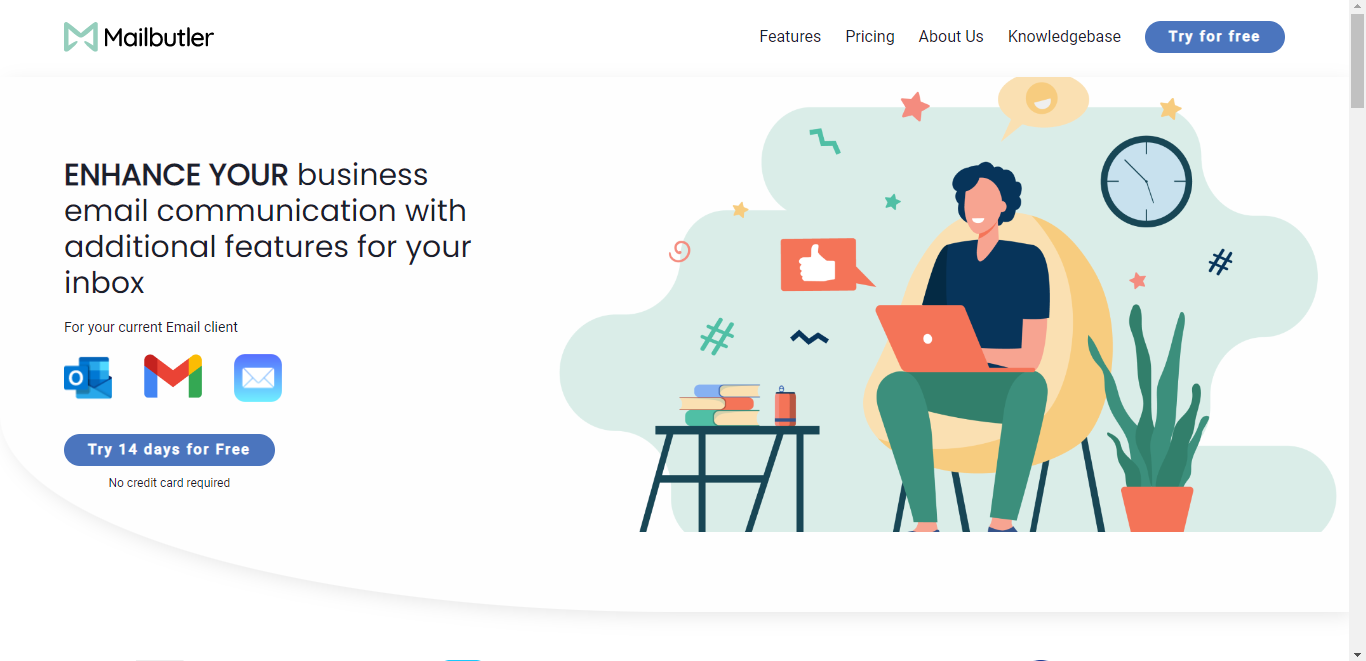 Mailbutler
Features
Pricing
About Us
Knowledgebase
Try for free
ENHANCE YOUR business
email communication with
additional features for your
inbox
For your current Email client
Try 14 days for Free
No credit card required